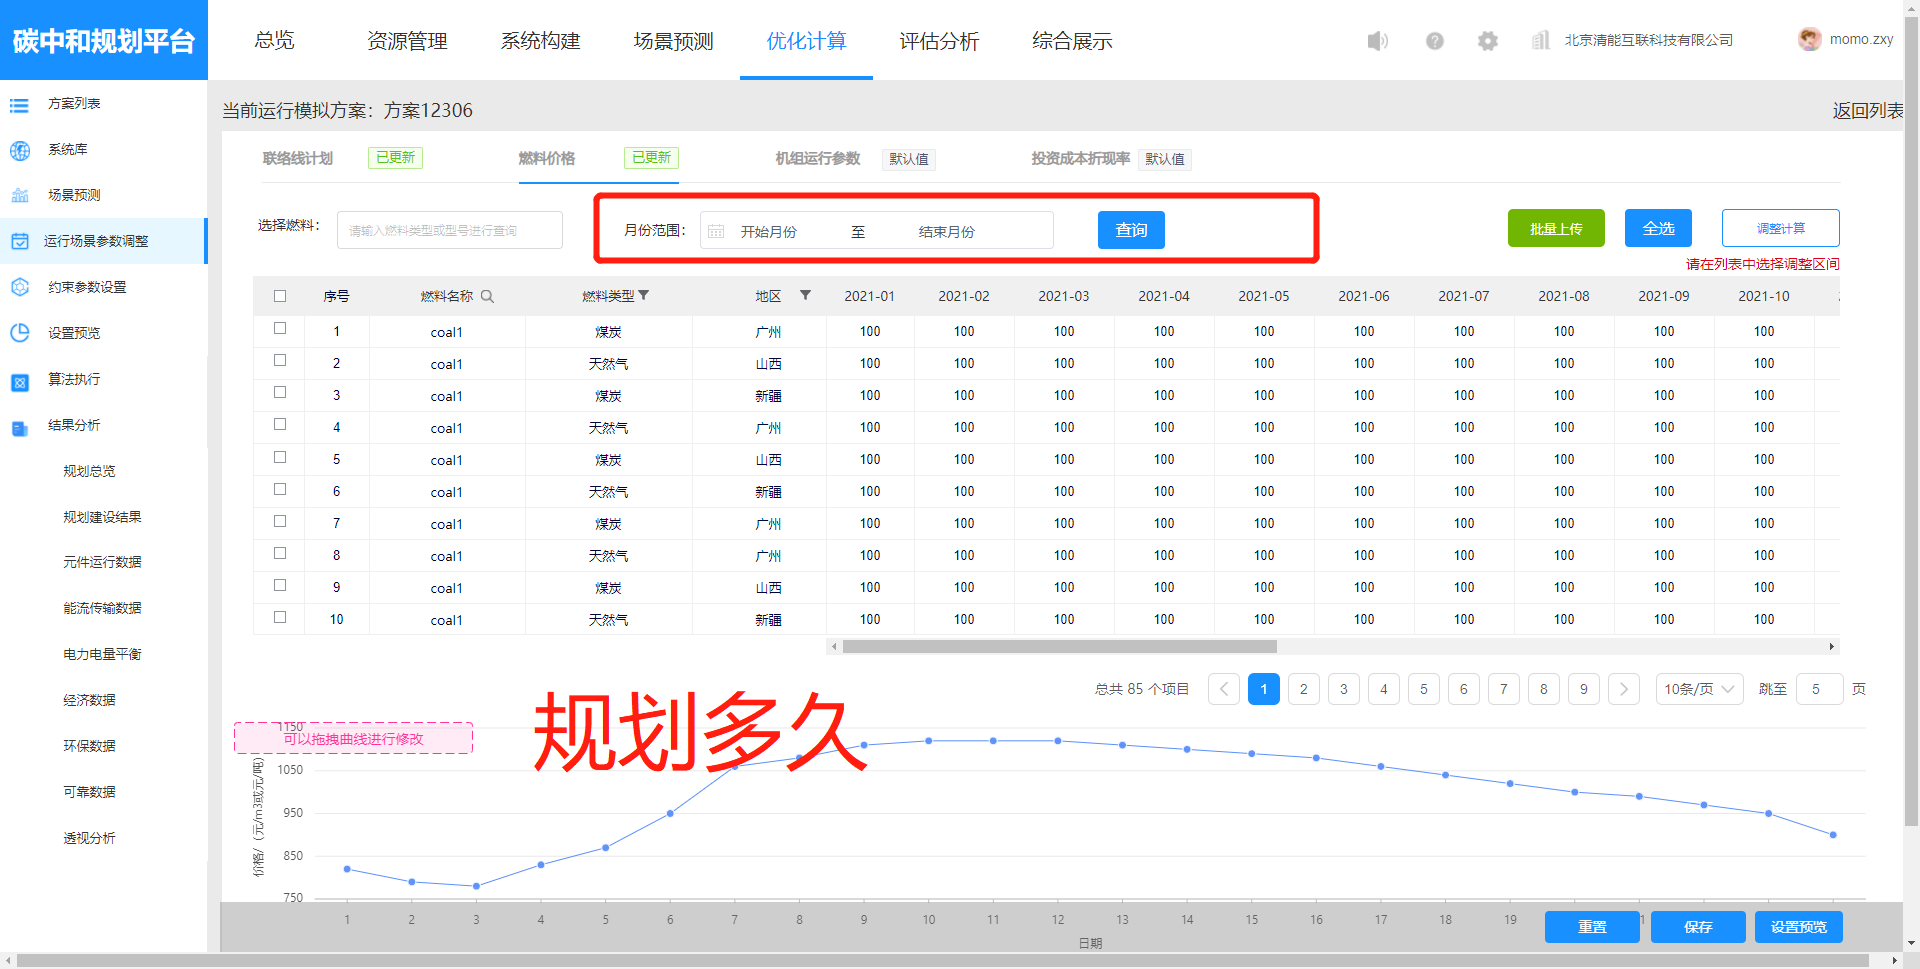 碳中和规划平台
总览 资源管理 系统构建 场景预测 优化计算 评估分析 综合展示
北京清能互联科技有限公司 momo.zxy
方案列表
系统库
场景预测
运行场景参数调整
约束参数设置
设置预览
算法执行
结果分析
规划总览
规划建设结果
元件运行数据
能流传输数据
电力电量平衡
经济数据
环保数据
可靠数据
透视分析
当前运行模拟方案：方案12306 返回列表
联络线计划 已更新 燃料价格 已更新 机组运行参数 默认值 投资成本折现率 默认值
选择燃料： 请输入燃料类型或型号进行查询 月份范围： 开始月份 至 结束月份 查询 批量上传 全选 调整计算
请在列表中选择调整区间
序号 燃料名称 燃料类型 地区 2021-01 2021-02 2021-03 2021-04 2021-05 2021-06 2021-07 2021-08 2021-09 2021-10
1 coal1 煤炭 广州 100 100 100 100 100 100 100 100 100 100
2 coal1 天然气 山西 100 100 100 100 100 100 100 100 100 100
3 coal1 煤炭 新疆 100 100 100 100 100 100 100 100 100 100
4 coal1 天然气 广州 100 100 100 100 100 100 100 100 100 100
5 coal1 煤炭 山西 100 100 100 100 100 100 100 100 100 100
6 coal1 天然气 新疆 100 100 100 100 100 100 100 100 100 100
7 coal1 煤炭 广州 100 100 100 100 100 100 100 100 100 100
8 coal1 天然气 广州 100 100 100 100 100 100 100 100 100 100
9 coal1 煤炭 山西 100 100 100 100 100 100 100 100 100 100
10 coal1 天然气 新疆 100 100 100 100 100 100 100 100 100 100
总共 85 个项目 1 2 3 4 5 6 7 8 9 10条/页 跳至 5 页
规划多久
1150
可以拖拽曲线进行修改
1050
950
850
750
价格/（元/m3或元/吨）
1 2 3 4 5 6 7 8 9 10 11 12 13 14 15 16 17 18 19
日期
重置 保存 设置预览